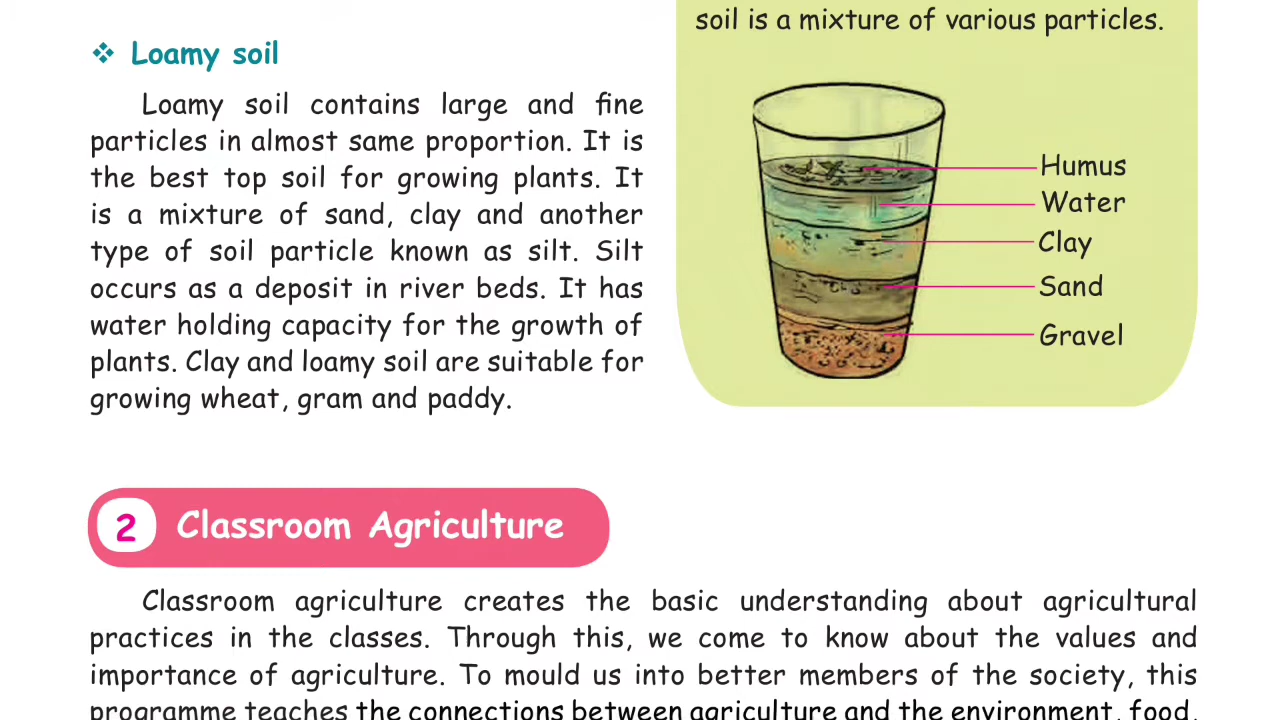 soil is a mixture of various particles.
❖ Loamy soil
Loamy soil contains large and fine
particles in almost same proportion. It is
the best top soil for growing plants. It
is a mixture of sand, clay and another
type of soil particle known as silt. Silt
occurs as a deposit in river beds. It has
water holding capacity for the growth of
plants. Clay and loamy soil are suitable for
growing wheat, gram and paddy.
Humus
Water
Clay
Sand
Gravel
2 Classroom Agriculture
Classroom agriculture creates the basic understanding about agricultural
practices in the classes. Through this, we come to know about the values and
importance of agriculture. To mould us into better members of the society, this
programme teaches the connections between agriculture and the environment, food,